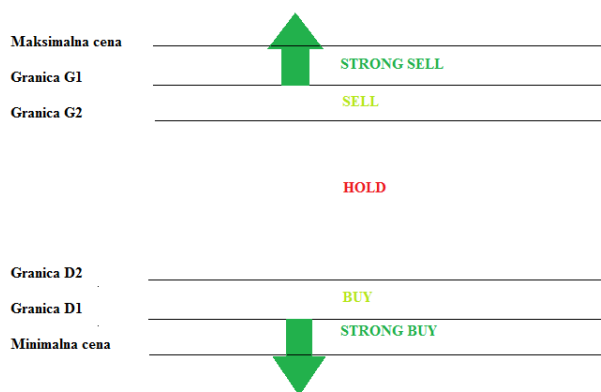 Maksimalna cena
STRONG SELL
Granica G1
SELL
Granica G2
HOLD
Granica D2
BUY
Granica D1
STRONG BUY
Minimalna cena